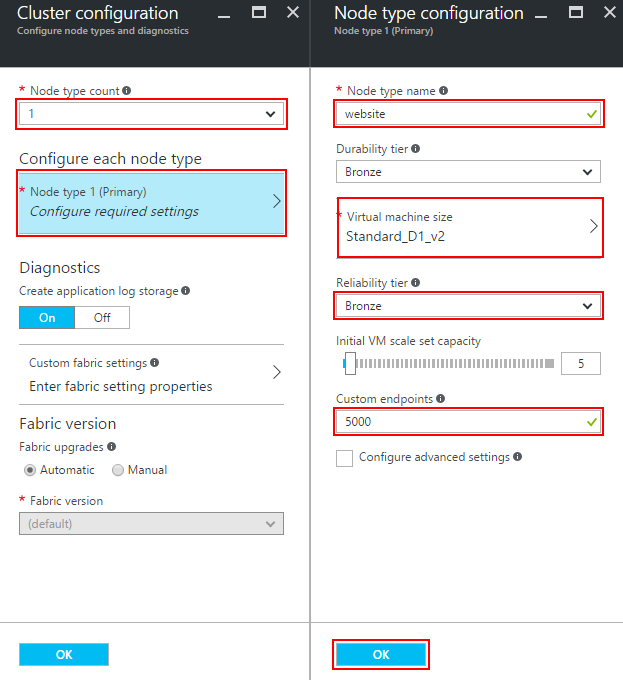 Cluster configuration
Configure node types and diagnostics
* Node type count
1
Configure each node type
* Node type 1 (Primary)
Configure required settings
Diagnostics
Create application log storage
On Off
Custom fabric settings
Enter fabric setting properties
Fabric version
Fabric upgrades
Automatic Manual
* Fabric version
(default)
OK
Node type configuration
Node type 1 (Primary)
* Node type name
website
Durability tier
Bronze
* Virtual machine size
Standard_D1_v2
Reliability tier
Bronze
Initial VM scale set capacity
5
Custom endpoints
5000
Configure advanced settings
OK